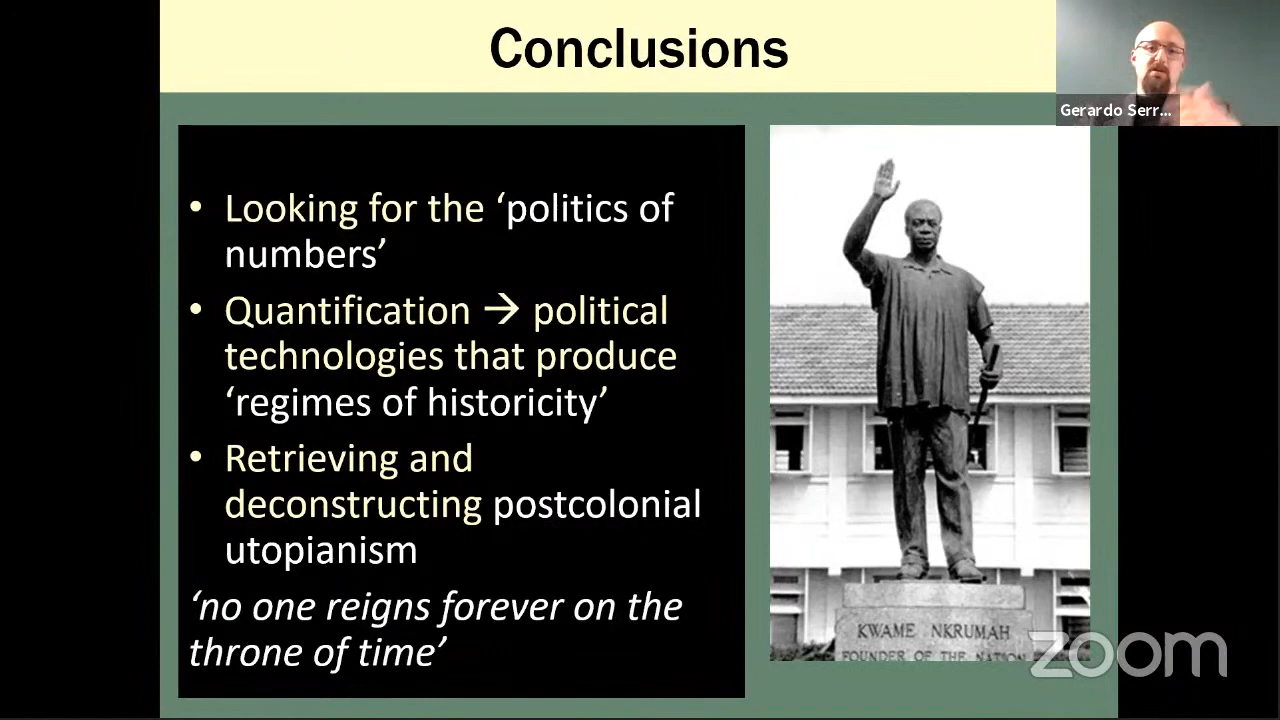 Conclusions
Gerardo Serr...
• Looking for the ‘politics of
numbers’
• Quantification → political
technologies that produce
‘regimes of historicity’
• Retrieving and
deconstructing postcolonial
utopianism
‘no one reigns forever on the
throne of time’
KWAME NKRUMAH
FOUNDER OF THE NATION
zoom